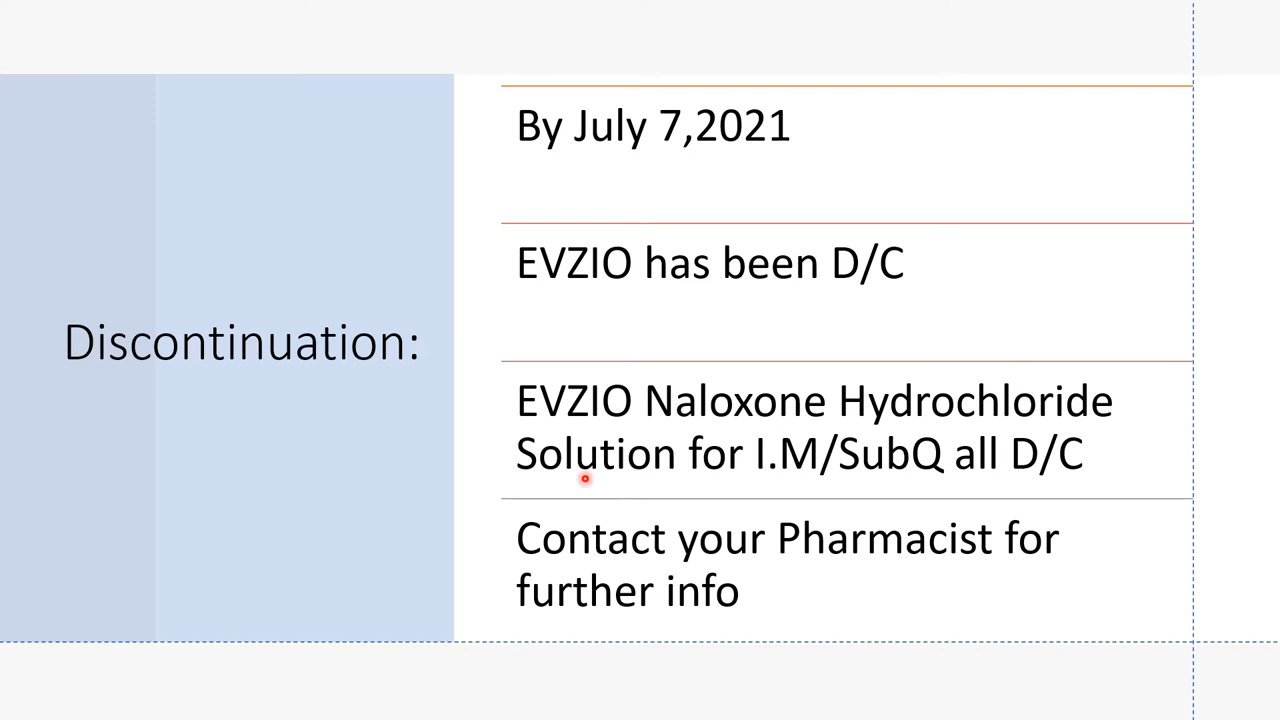 Discontinuation:
By July 7,2021
EVZIO has been D/C
EVZIO Naloxone Hydrochloride
Solution for I.M/SubQ all D/C
Contact your Pharmacist for
further info